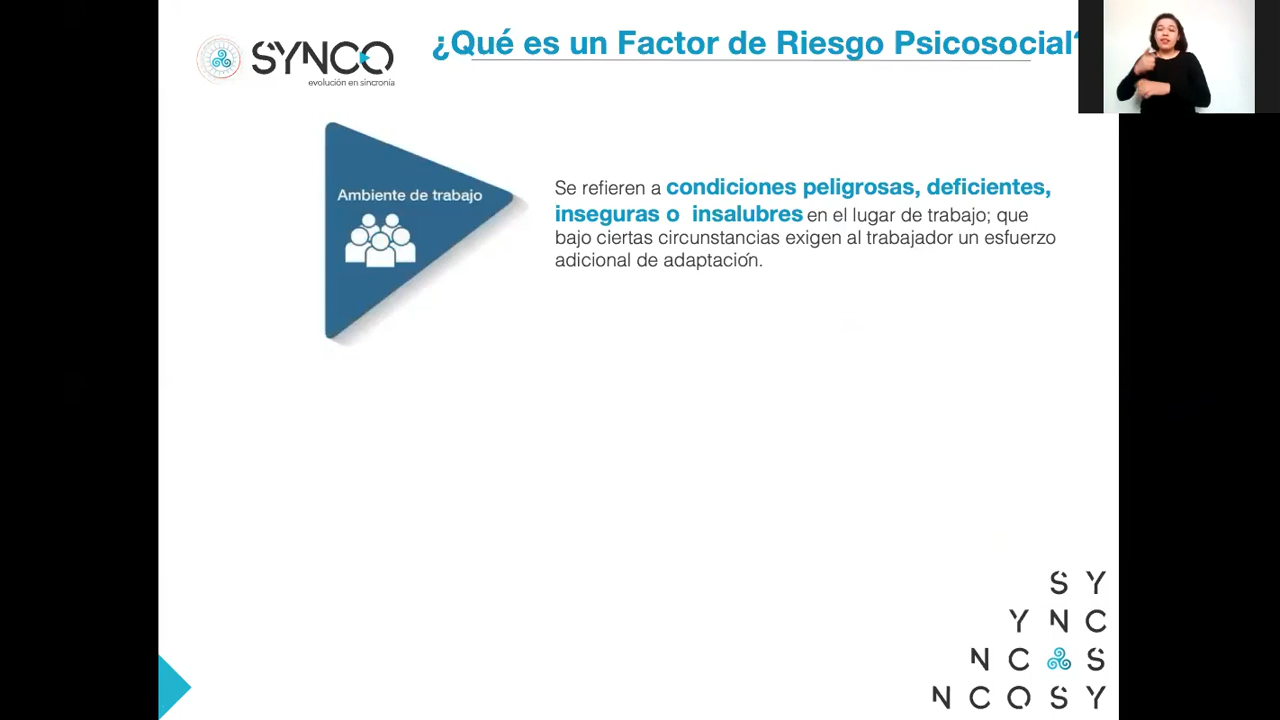 SYNCO
evolución en sincronía
¿Qué es un Factor de Riesgo Psicosocial?
Ambiente de trabajo
Se refieren a condiciones peligrosas, deficientes,
inseguras o insalubres en el lugar de trabajo; que
bajo ciertas circunstancias exigen al trabajador un esfuerzo
adicional de adaptación.
S Y
Y N C
N C S
N C O S Y